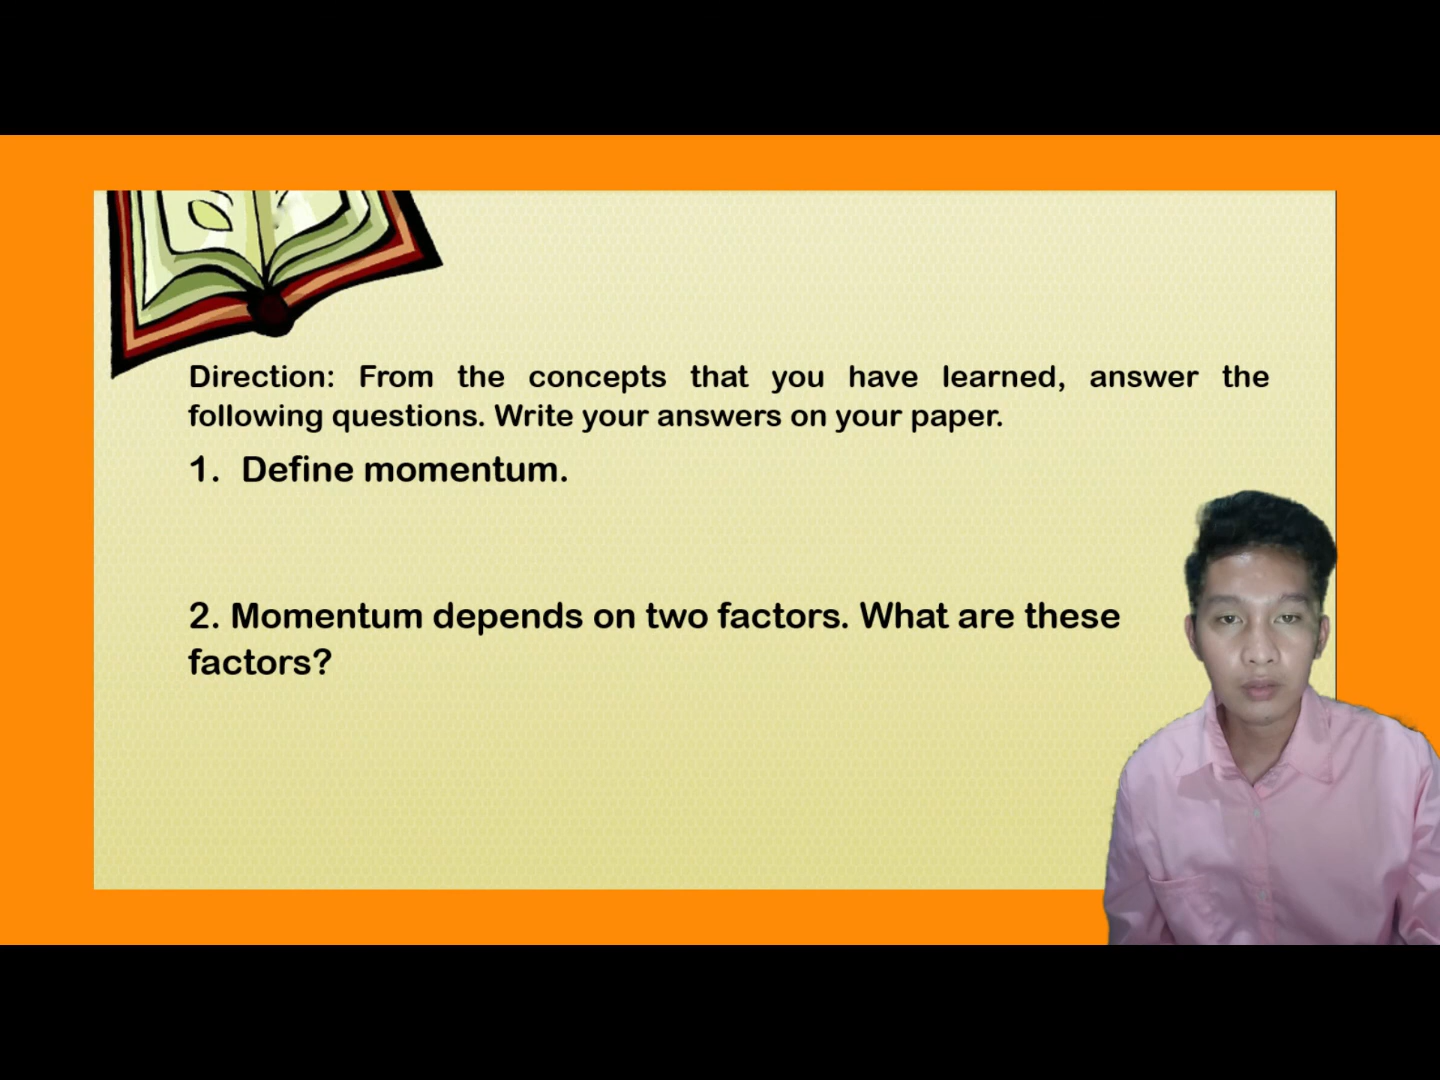 Direction: From the concepts that you have learned, answer the
following questions. Write your answers on your paper.
1. Define momentum.
2. Momentum depends on two factors. What are these
factors?